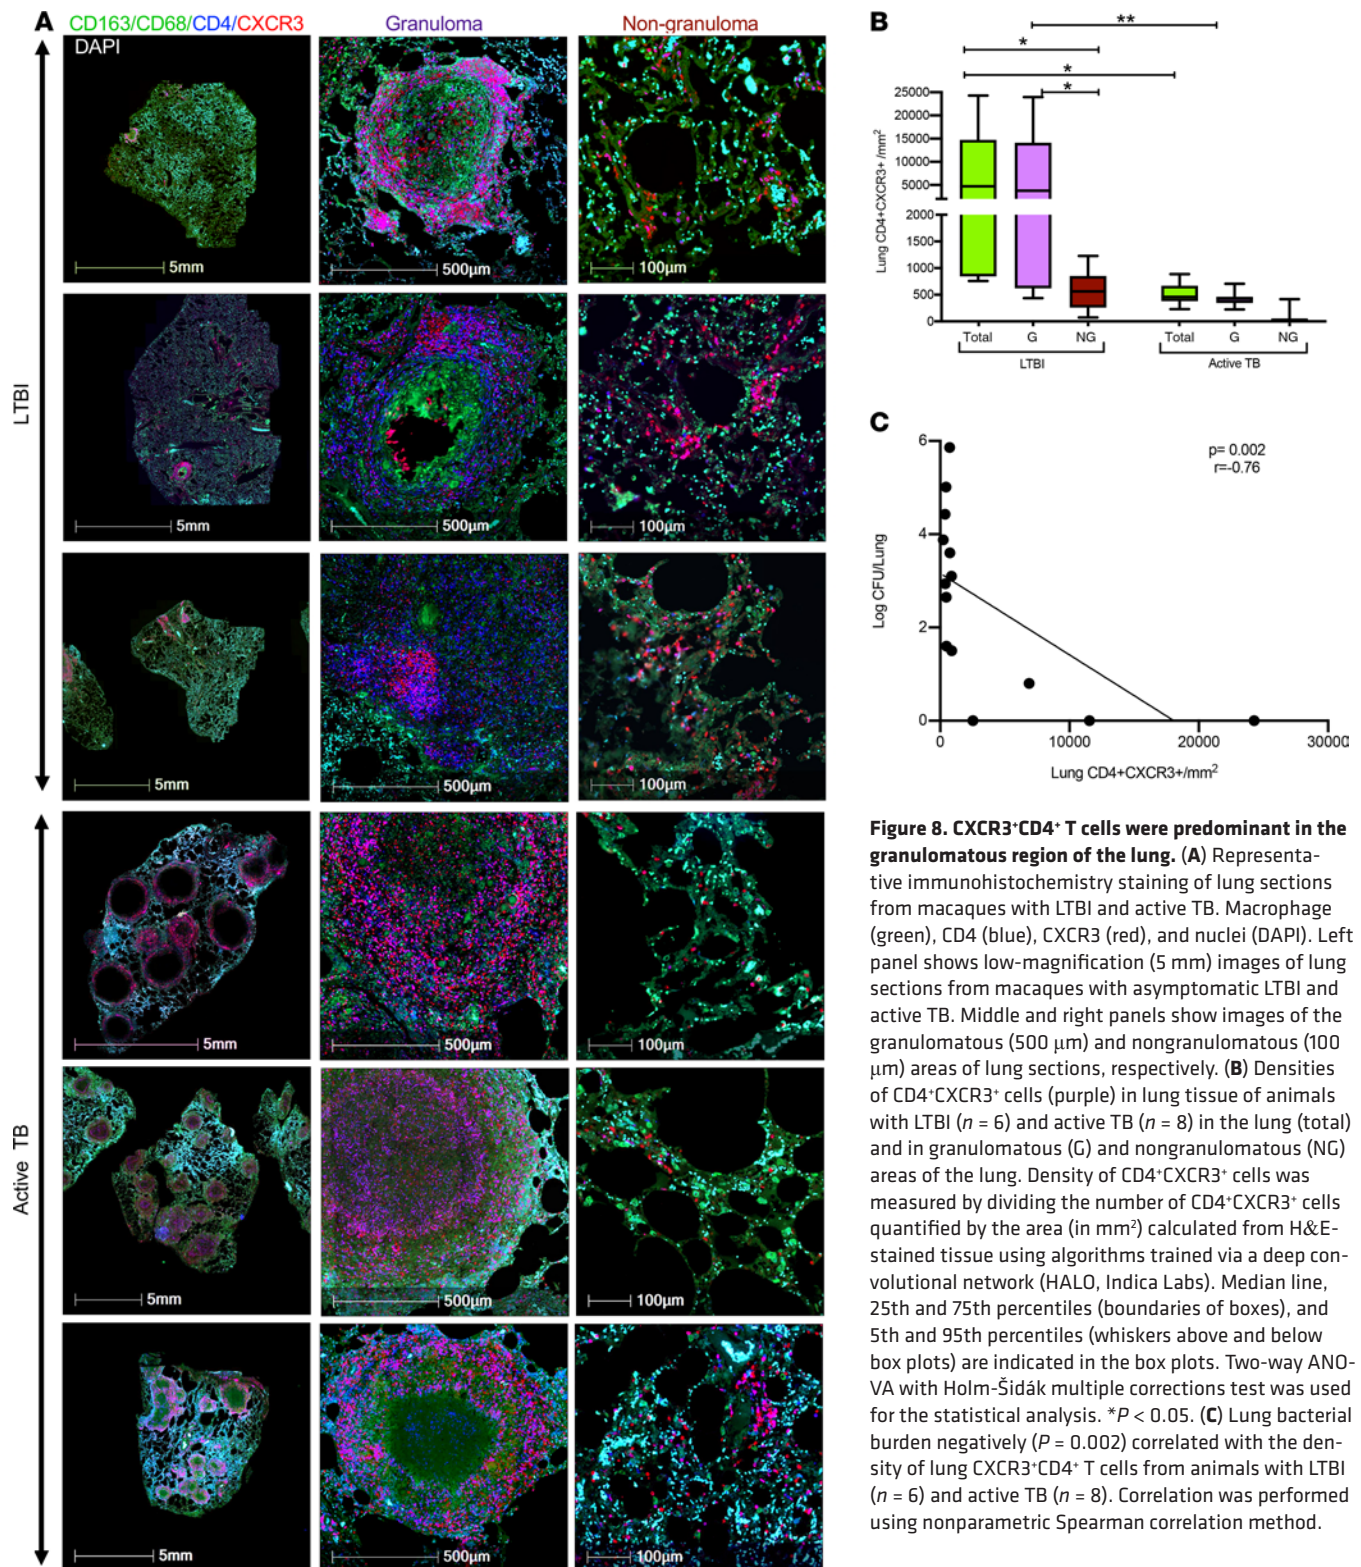 A
CD163/CD68/CD4/CXCR3
DAPI
Granuloma
Non-granuloma
LTBI
5mm
500µm
100µm
5mm
500µm
100µm
5mm
500µm
100µm
Active TB
5mm
500µm
100µm
5mm
500µm
100µm
5mm
500µm
100µm
B
**
*
*
*
Lung CD4+CXCR3+ /mm²
25000
20000
15000
10000
5000
2000
1500
1000
500
0
Total G NG Total G NG
LTBI Active TB
C
p= 0.002
r=-0.76
Log CFU/Lung
6
4
2
0
0 10000 20000 30000
Lung CD4+CXCR3+/mm²
Figure 8. CXCR3⁺CD4⁺ T cells were predominant in the
granulomatous region of the lung. (A) Representa-
tive immunohistochemistry staining of lung sections
from macaques with LTBI and active TB. Macrophage
(green), CD4 (blue), CXCR3 (red), and nuclei (DAPI). Left
panel shows low-magnification (5 mm) images of lung
sections from macaques with asymptomatic LTBI and
active TB. Middle and right panels show images of the
granulomatous (500 μm) and nongranulomatous (100
μm) areas of lung sections, respectively. (B) Densities
of CD4⁺CXCR3⁺ cells (purple) in lung tissue of animals
with LTBI (n = 6) and active TB (n = 8) in the lung (total)
and in granulomatous (G) and nongranulomatous (NG)
areas of the lung. Density of CD4⁺CXCR3⁺ cells was
measured by dividing the number of CD4⁺CXCR3⁺ cells
quantified by the area (in mm²) calculated from H&E-
stained tissue using algorithms trained via a deep con-
volutional network (HALO, Indica Labs). Median line,
25th and 75th percentiles (boundaries of boxes), and
5th and 95th percentiles (whiskers above and below
box plots) are indicated in the box plots. Two-way ANO-
VA with Holm-Šidák multiple corrections test was used
for the statistical analysis. *P < 0.05. (C) Lung bacterial
burden negatively (P = 0.002) correlated with the den-
sity of lung CXCR3⁺CD4⁺ T cells from animals with LTBI
(n = 6) and active TB (n = 8). Correlation was performed
using nonparametric Spearman correlation method.